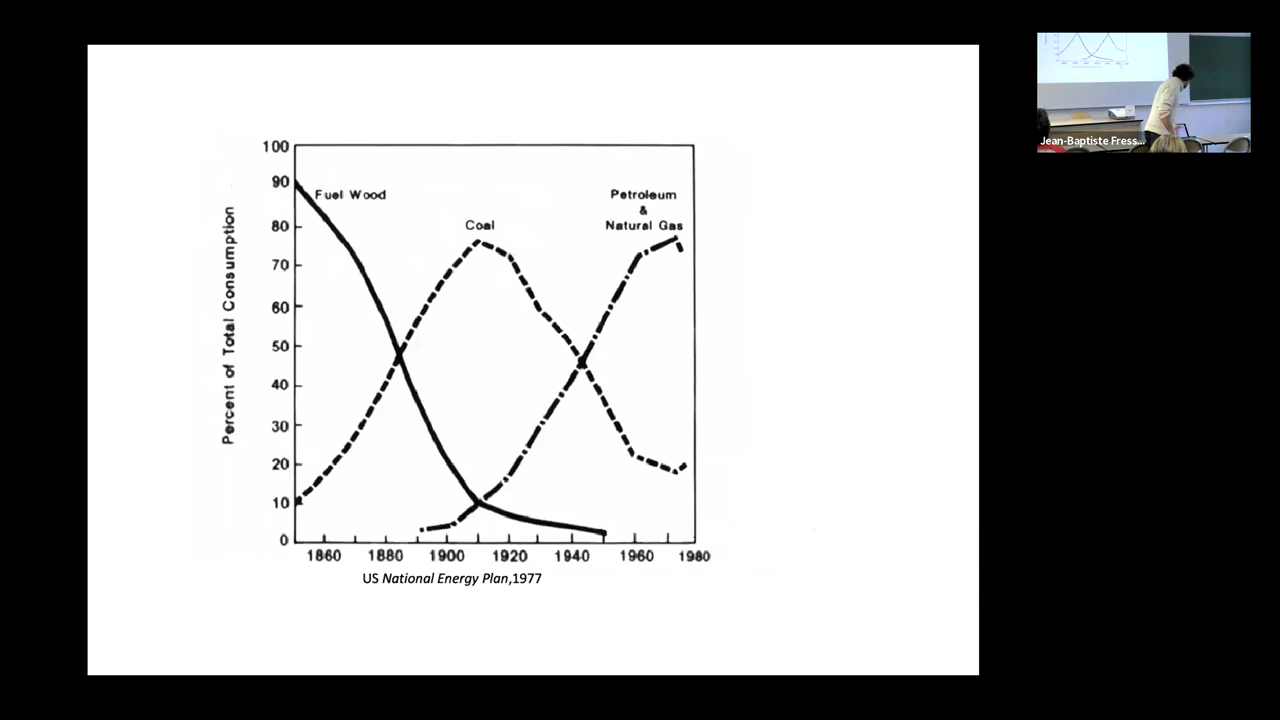 100
90
80
70
60
50
40
30
20
10
0
Percent of Total Consumption
Fuel Wood
Coal
Petroleum
&
Natural Gas
1860 1880 1900 1920 1940 1960 1980
US National Energy Plan,1977
Jean-Baptiste Fress...